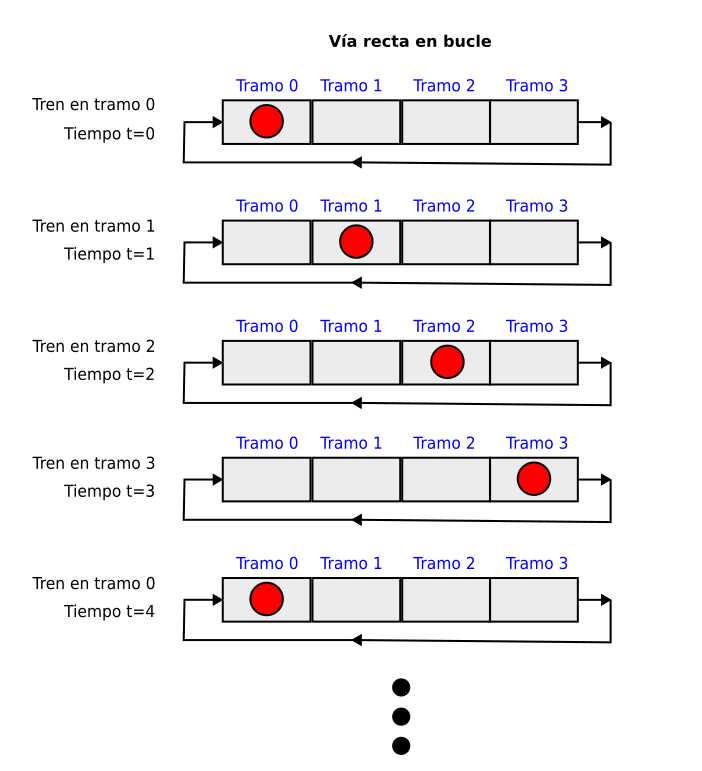 Vía recta en bucle
Tramo 0 Tramo 1 Tramo 2 Tramo 3
Tren en tramo 0
Tiempo t=0
Tramo 0 Tramo 1 Tramo 2 Tramo 3
Tren en tramo 1
Tiempo t=1
Tramo 0 Tramo 1 Tramo 2 Tramo 3
Tren en tramo 2
Tiempo t=2
Tramo 0 Tramo 1 Tramo 2 Tramo 3
Tren en tramo 3
Tiempo t=3
Tramo 0 Tramo 1 Tramo 2 Tramo 3
Tren en tramo 0
Tiempo t=4